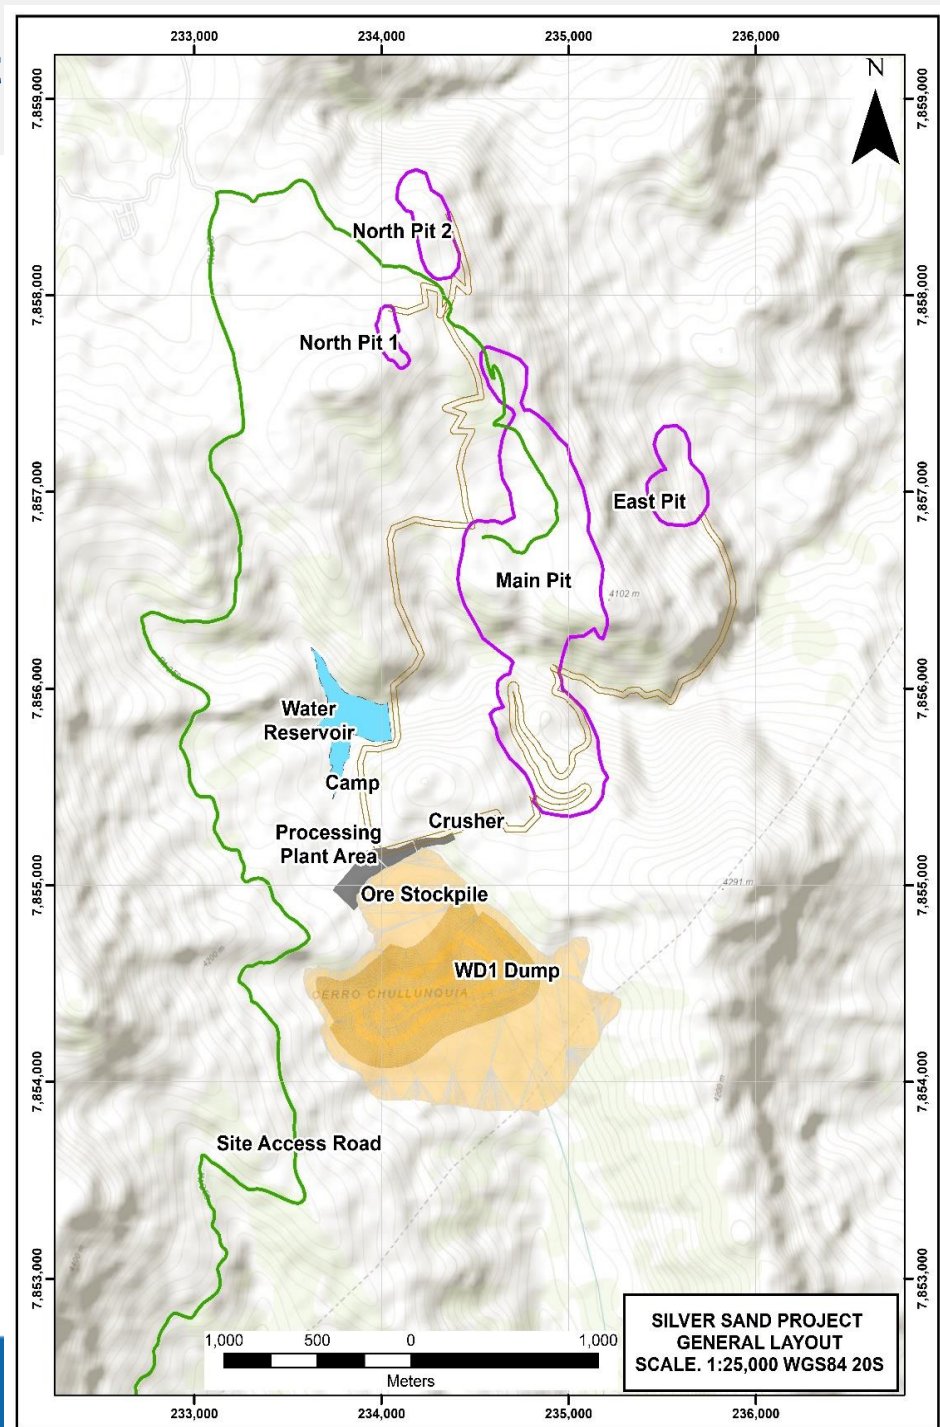 233,000 234,000 235,000 236,000
N
7,859,000 7,859,000
North Pit 2
7,858,000 7,858,000
North Pit 1
7,857,000 7,857,000
East Pit
Main Pit
4102 m
7,856,000 7,856,000
Water
Reservoir
Camp
Crusher
Processing
Plant Area
7,855,000 7,855,000
4291 m
Ore Stockpile
WD1 Dump
4200 m
CERRO CHULLUNQUIA
7,854,000 7,854,000
4200 m
Site Access Road
7,853,000 7,853,000
SILVER SAND PROJECT
GENERAL LAYOUT
SCALE. 1:25,000 WGS84 20S
1,000 500 0 1,000
Meters
233,000 234,000 235,000 236,000